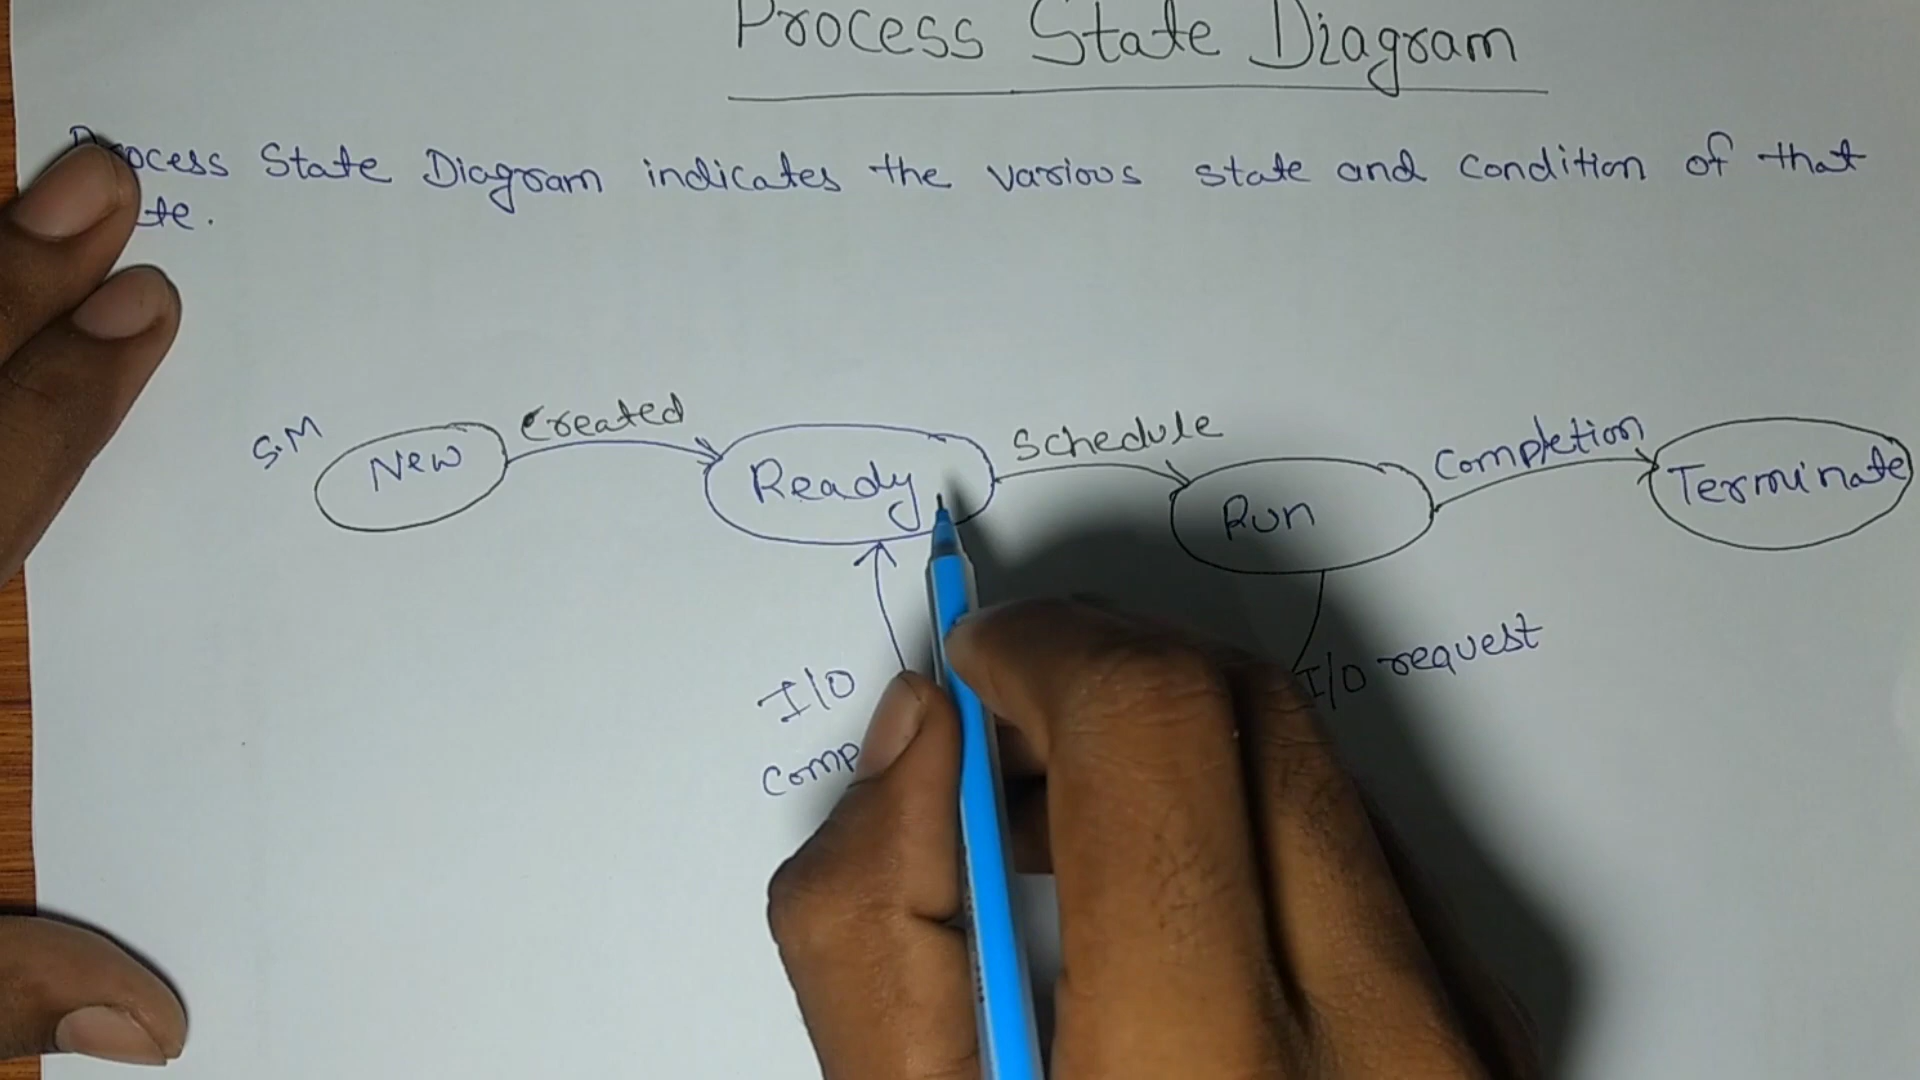 Process State Diagram
Process State Diagram indicates the various state and condition of that
te.
S.M
New
Created
Ready
Schedule
Run
Completion
Terminate
I/O
comp
I/O request